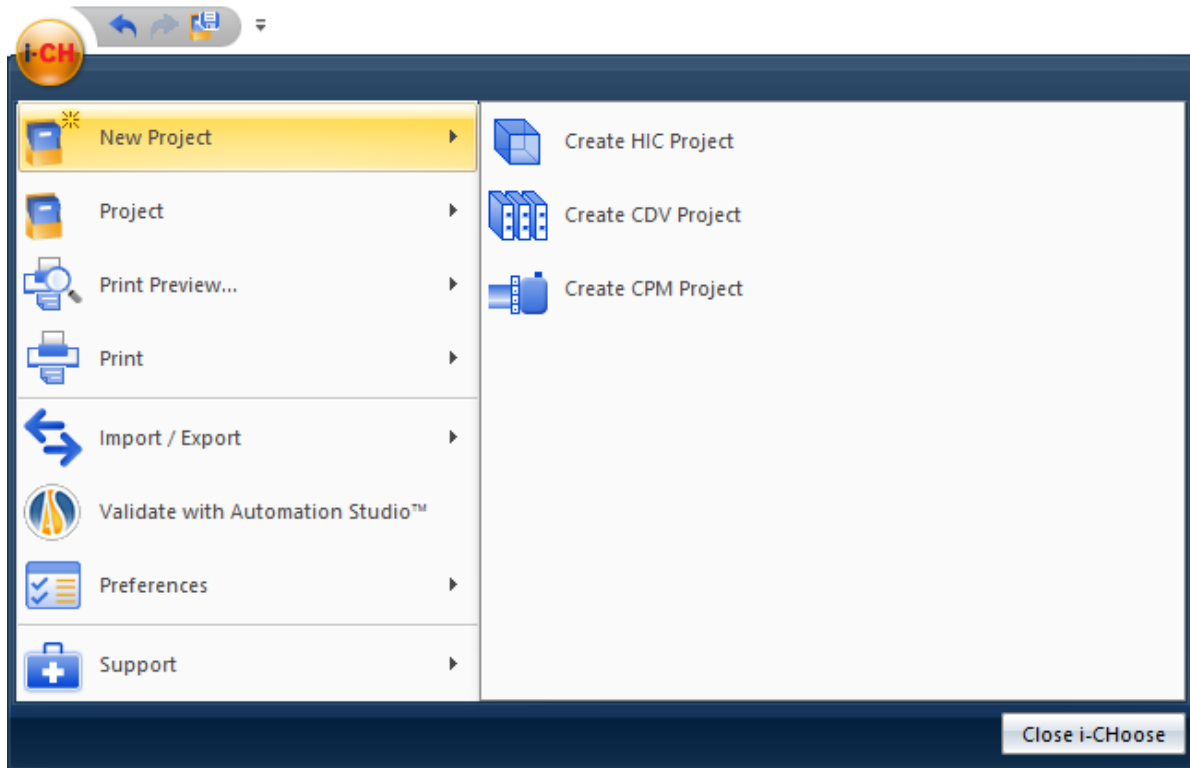 i-CH
New Project
Project
Print Preview...
Print
Import / Export
Validate with Automation Studio™
Preferences
Support
Create HIC Project
Create CDV Project
Create CPM Project
Close i-CHoose